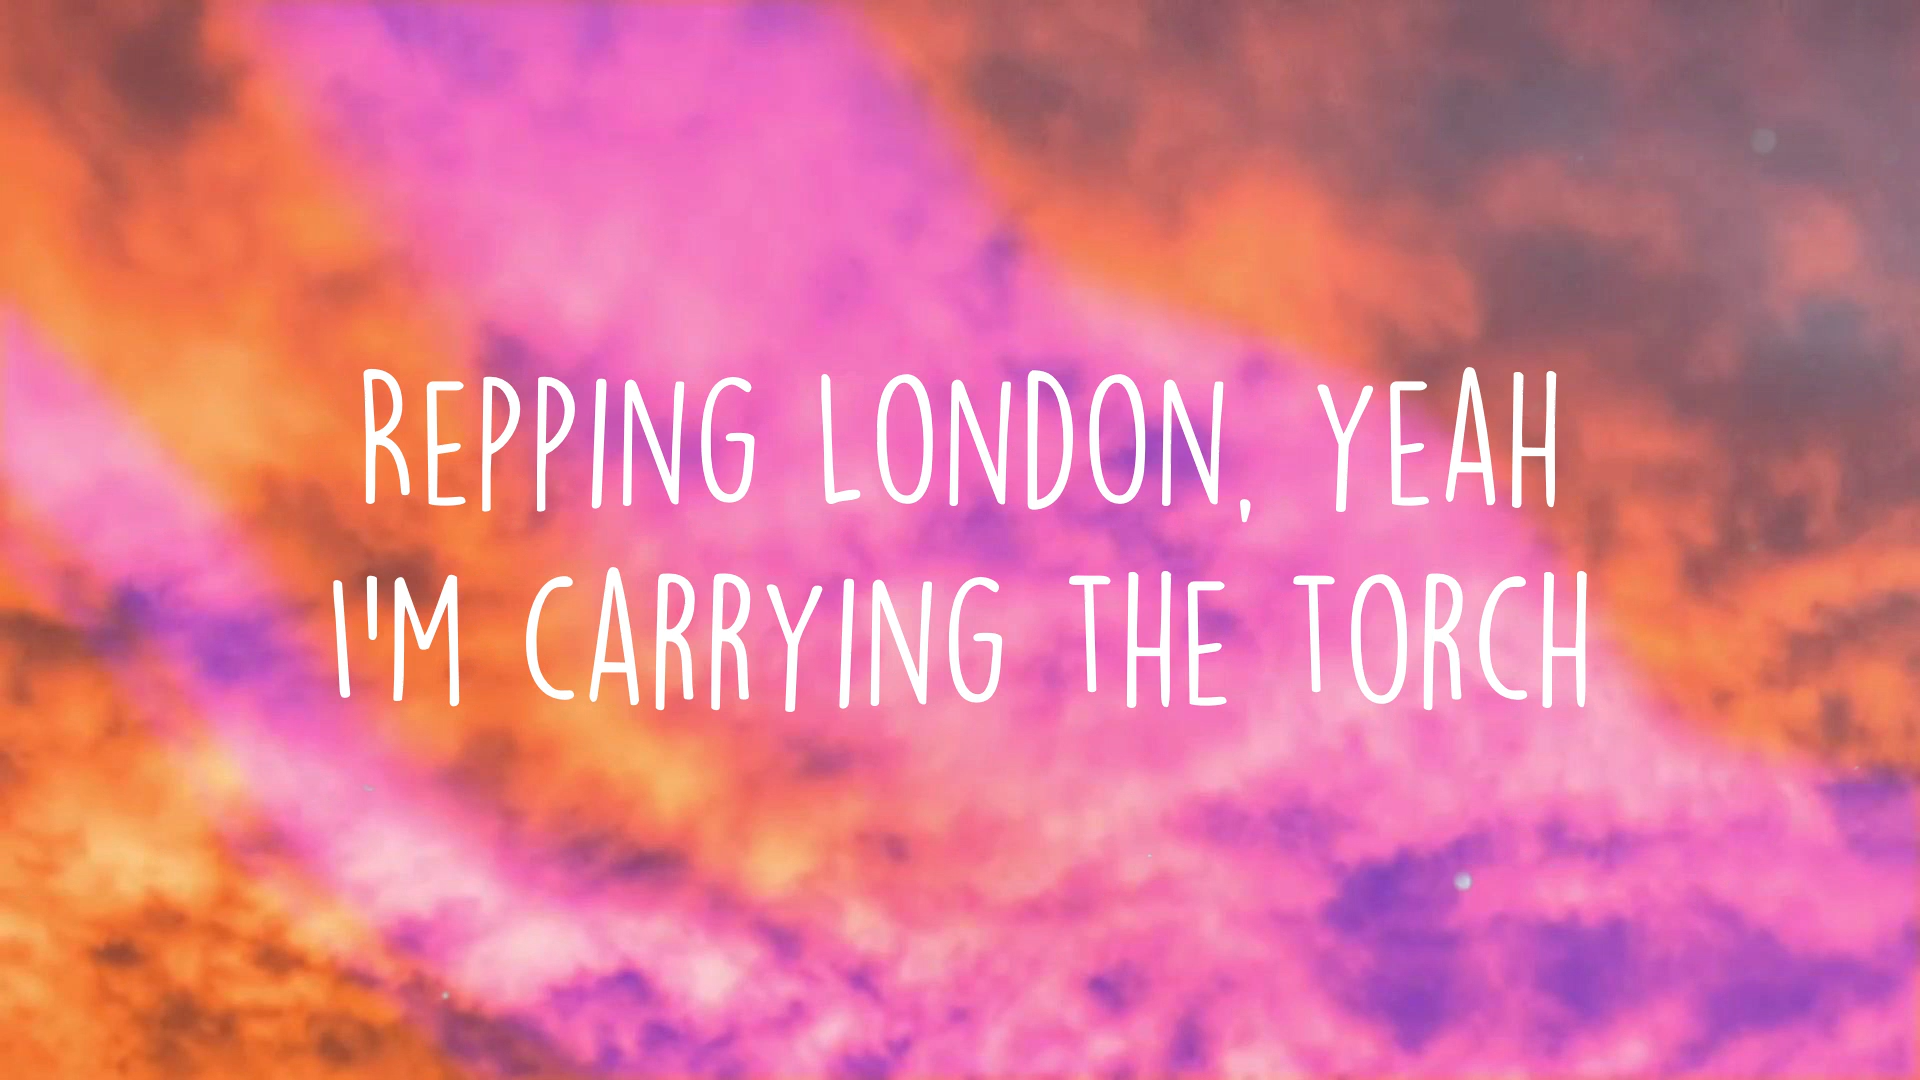 REPPING LONDON, YEAH
I'M CARRYING THE TORCH